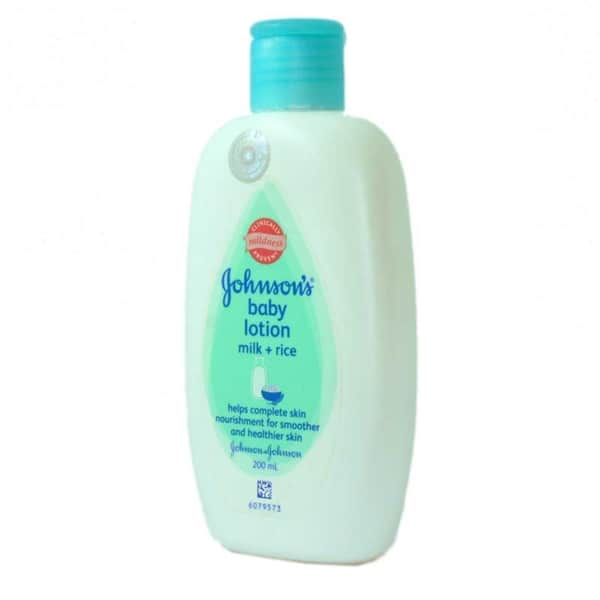 CLINICALLY
mildness
PROVEN
Johnson's®
baby
lotion
milk + rice
helps complete skin
nourishment for smoother
and healthier skin
Johnson & Johnson
200 mL
6079573